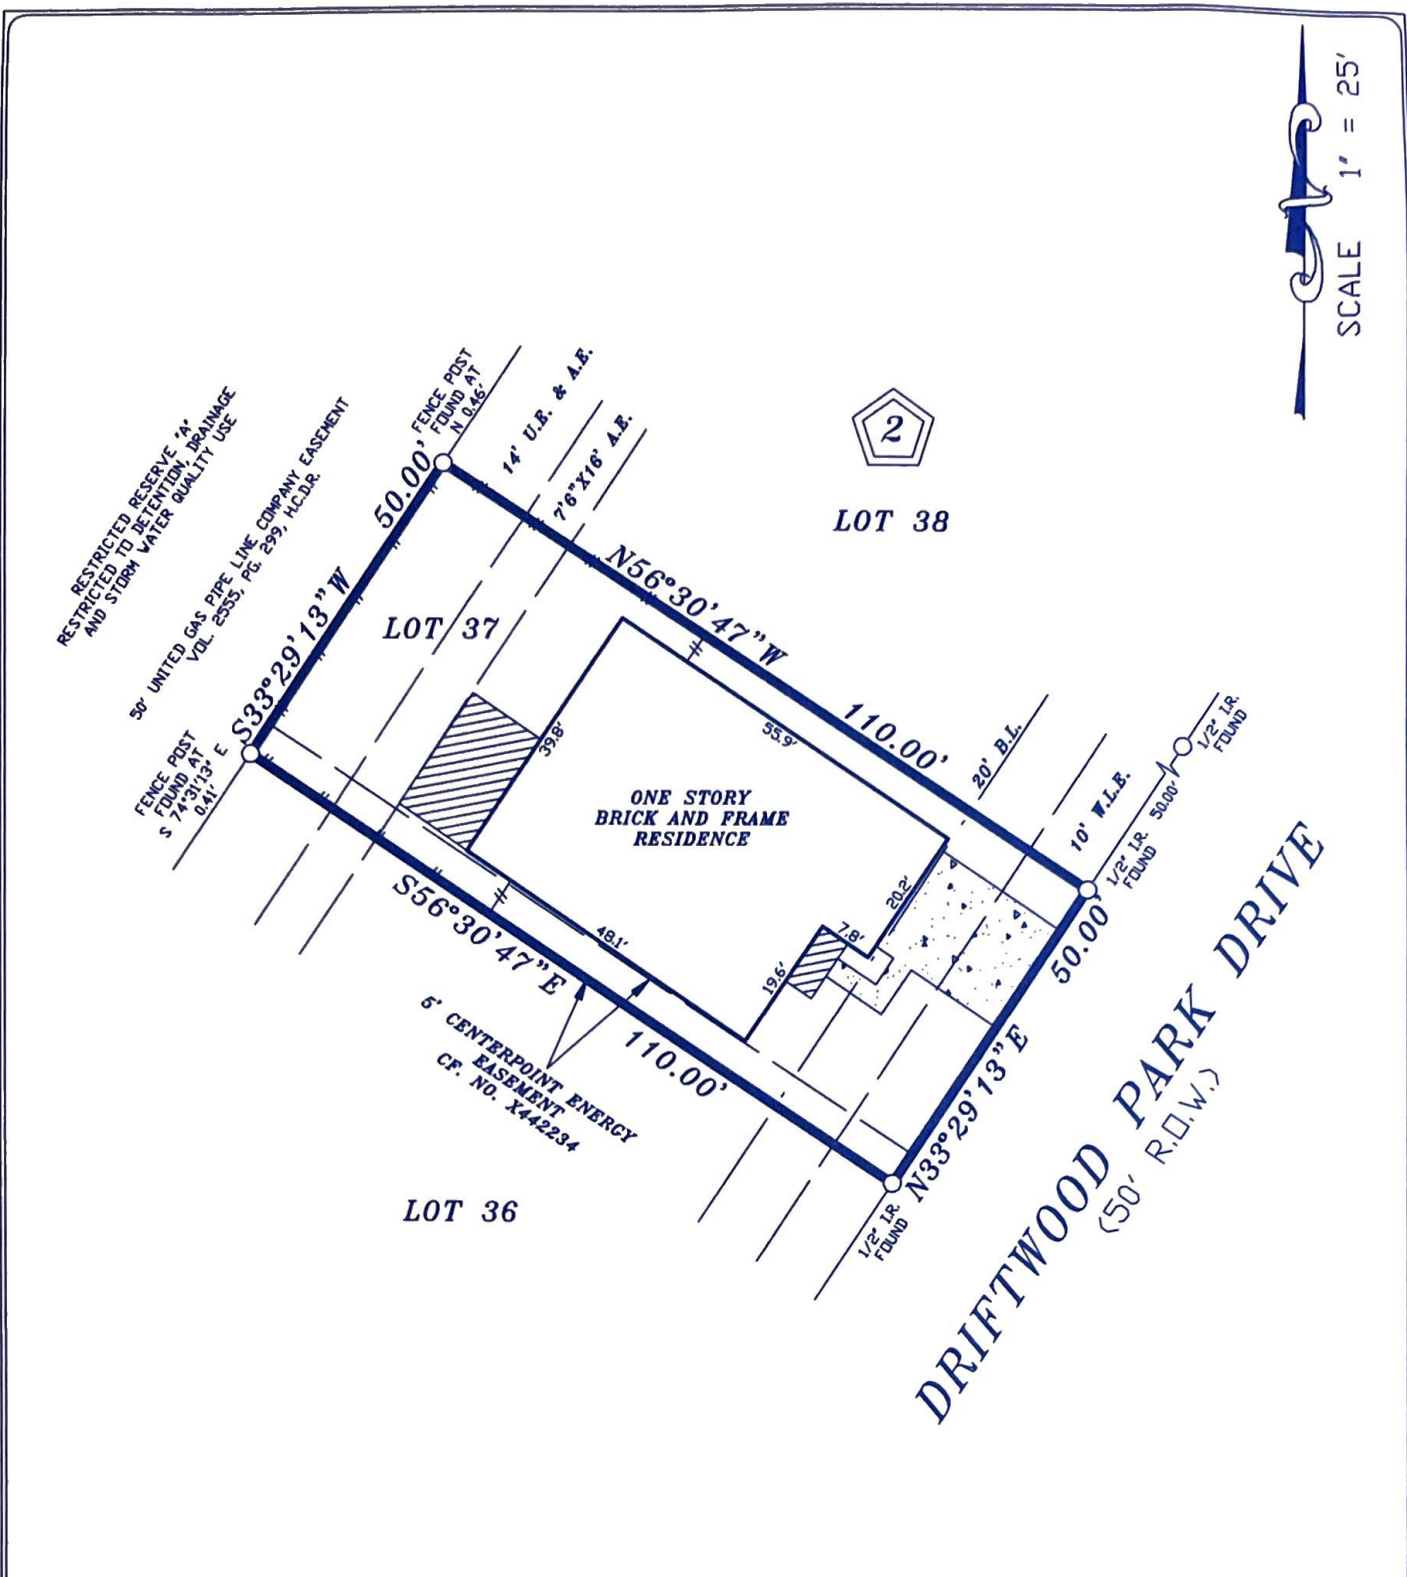 SCALE 1" = 25'
RESTRICTED RESERVE "A"
RESTRICTED TO DETENTION, DRAINAGE
AND STORM WATER QUALITY USE
50' UNITED GAS PIPE LINE COMPANY EASEMENT
VOL. 2555, PG. 299, H.C.D.R.
FENCE POST
FOUND AT
N 0.46'
14' U.E. & A.E.
7'6"X16' A.E.
2
LOT 38
50.00'
S33°29'13"W
LOT 37
N56°30'47"W
110.00'
FENCE POST
FOUND AT
S 74°31'13" E
0.41'
39.8'
55.9'
ONE STORY
BRICK AND FRAME
RESIDENCE
20' B.L.
10' W.L.E.
1/2" I.R.
FOUND
50.00'
1/2" I.R.
FOUND
20.2'
7.8'
19.6'
48.1'
S56°30'47"E
110.00'
5' CENTERPOINT ENERGY
EASEMENT
CF. NO. X442234
50.00'
N33°29'13"E
LOT 36
1/2" I.R.
FOUND
DRIFTWOOD PARK DRIVE
(50' R.O.W.)